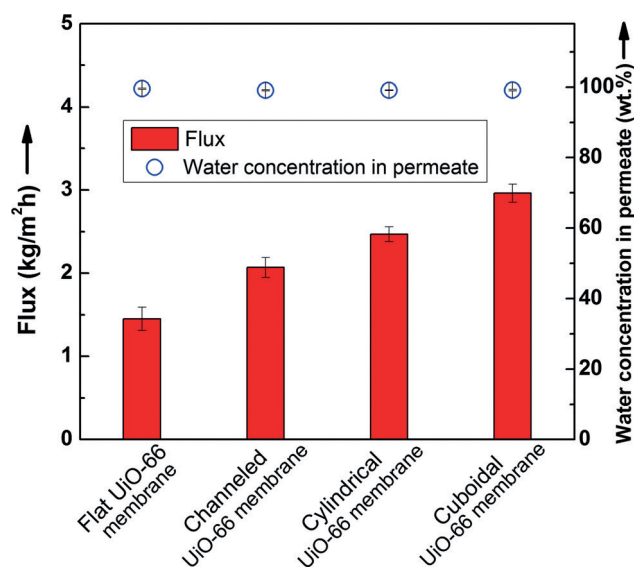 5
4
3
2
1
0
Flux (kg/m²h)
Flux
Water concentration in permeate
100
80
60
40
20
0
Water concentration in permeate (wt.%)
Flat UiO-66
membrane
Channeled
UiO-66 membrane
Cylindrical
UiO-66 membrane
Cuboidal
UiO-66 membrane